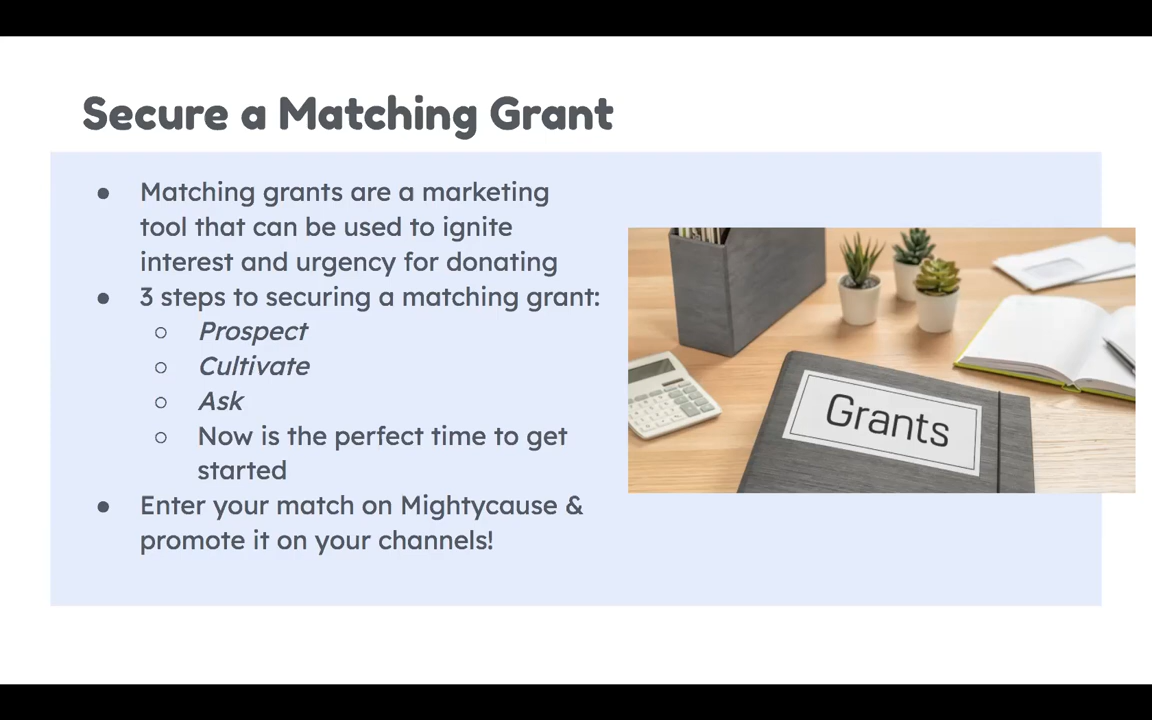 Secure a Matching Grant
● Matching grants are a marketing
tool that can be used to ignite
interest and urgency for donating
● 3 steps to securing a matching grant:
○ Prospect
○ Cultivate
○ Ask
○ Now is the perfect time to get
started
● Enter your match on Mightycause &
promote it on your channels!
Grants